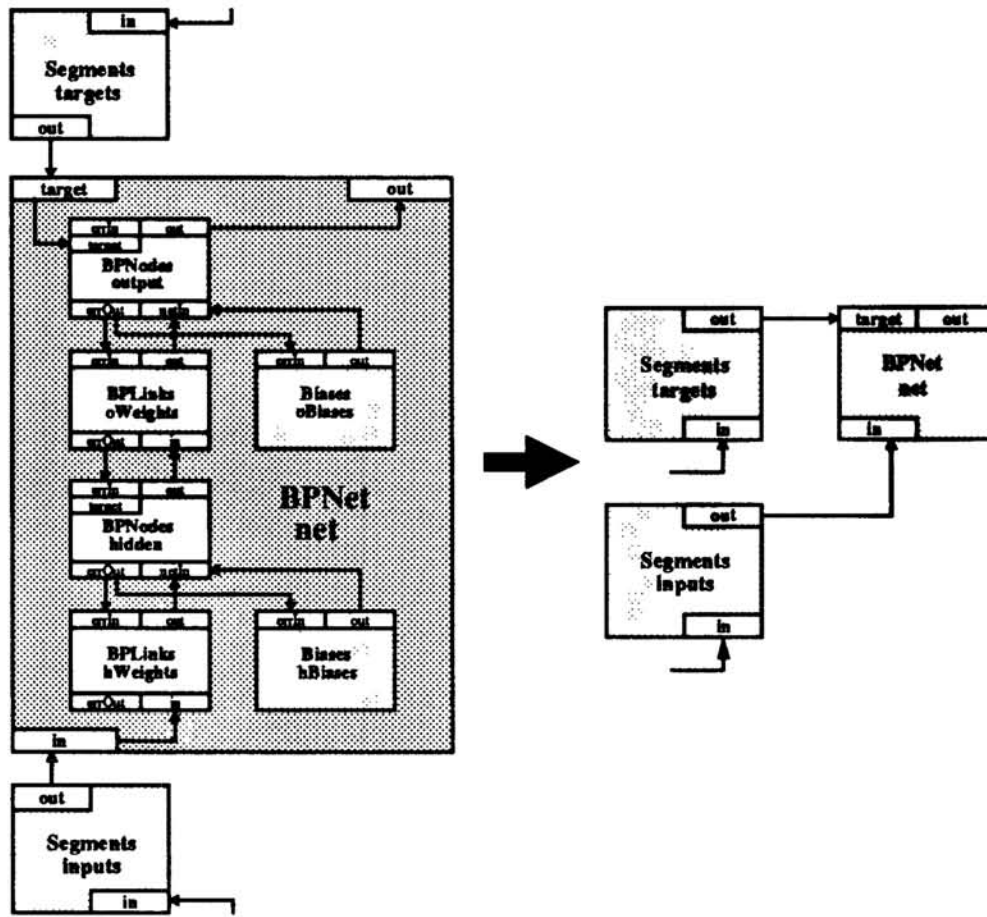 in
Segments
targets
out
target
out
errIn out
target
BPNodes
output
errOut netIn
errIn out
BPLinks
oWeights
errOut in
errIn out
Biases
oBiases
errIn out
target
BPNodes
hidden
errOut netIn
BPNet
net
errIn out
BPLinks
hWeights
errOut in
errIn out
Biases
hBiases
in
out
Segments
inputs
in
out
Segments
targets
in
target out
BPNet
net
in
out
Segments
inputs
in